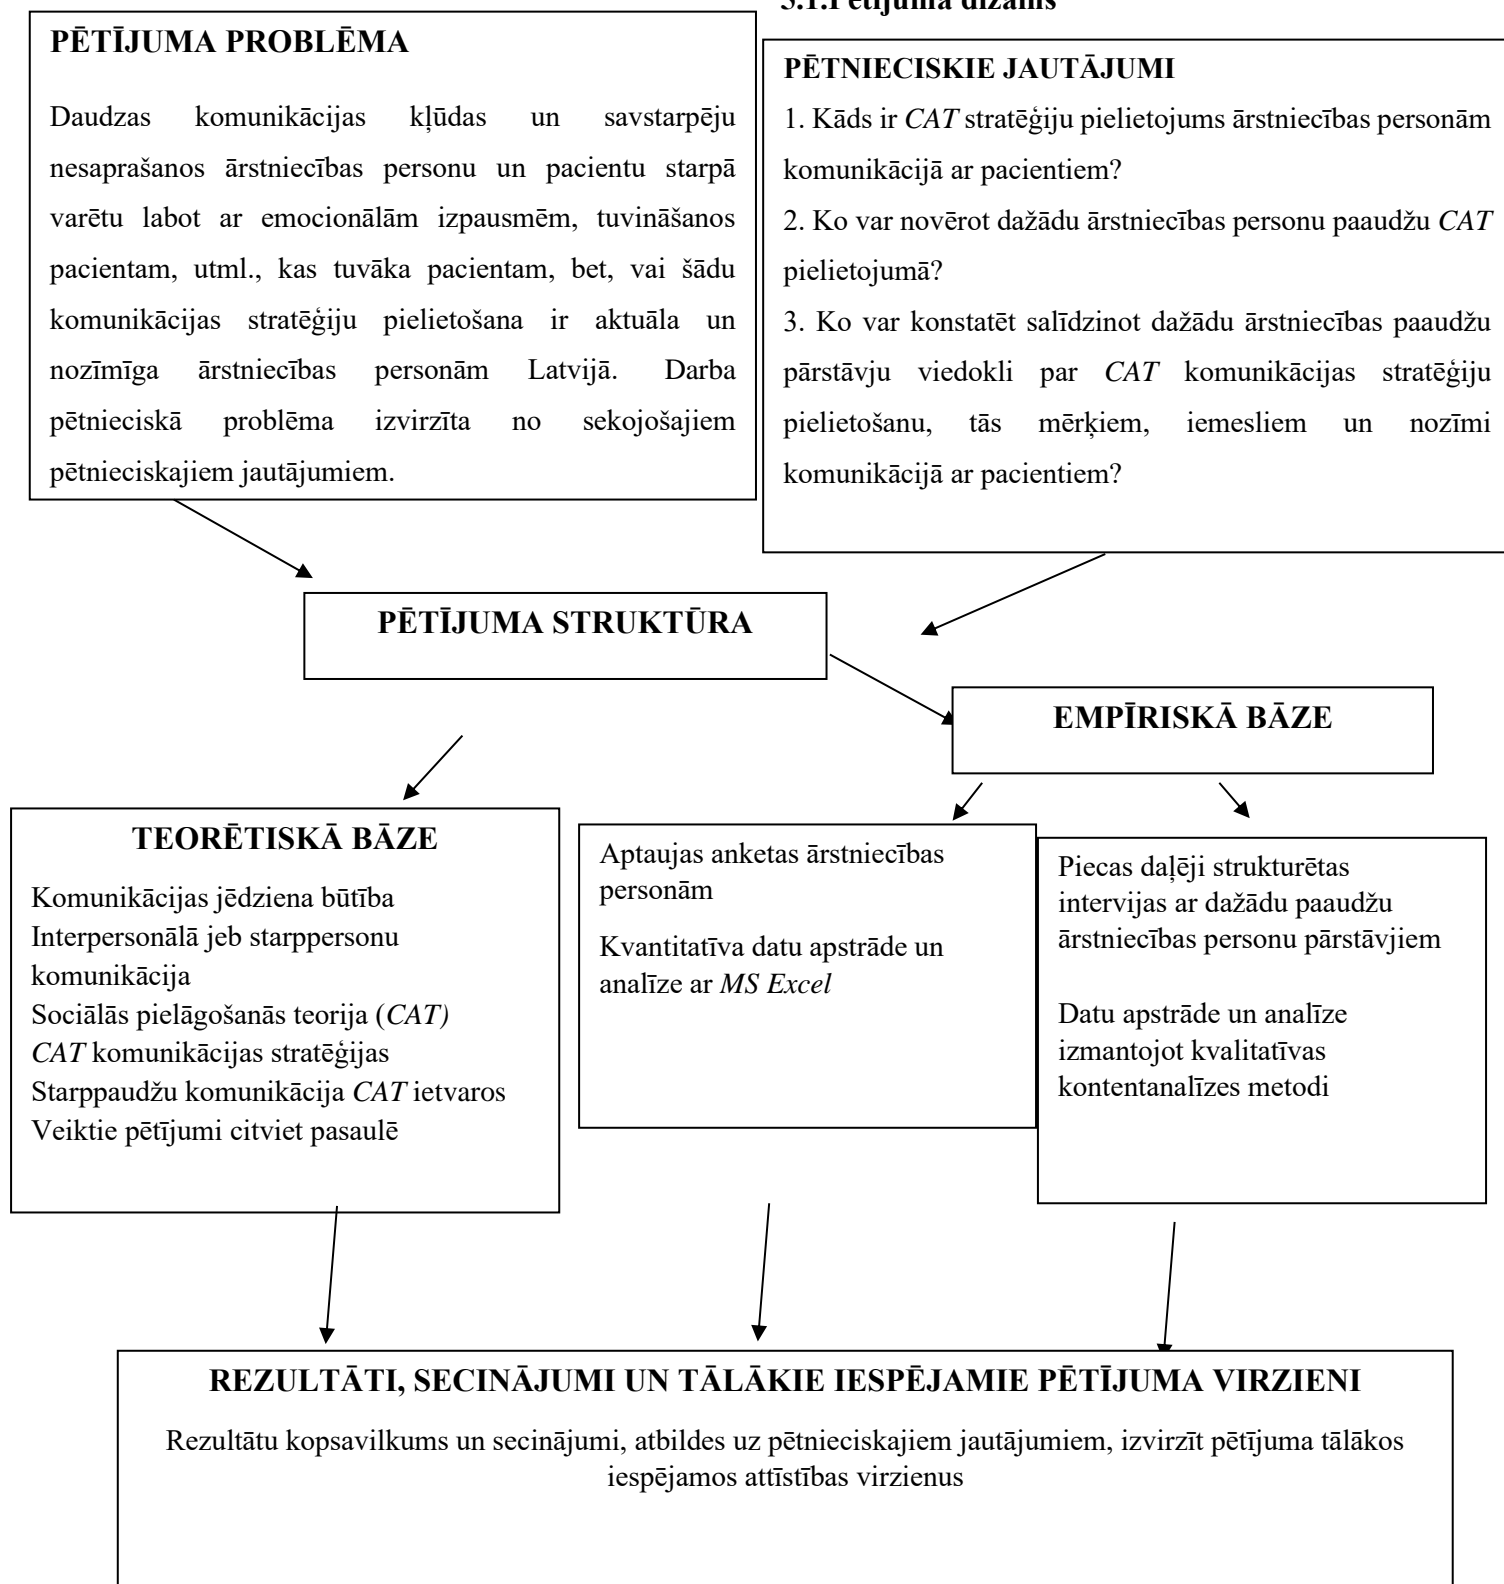 3.1.Pētījuma dizains
PĒTĪJUMA PROBLĒMA
Daudzas komunikācijas kļūdas un savstarpēju
nesaprašanos ārstniecības personu un pacientu starpā
varētu labot ar emocionālām izpausmēm, tuvināšanos
pacientam, utml., kas tuvāka pacientam, bet, vai šādu
komunikācijas stratēģiju pielietošana ir aktuāla un
nozīmīga ārstniecības personām Latvijā. Darba
pētnieciskā problēma izvirzīta no sekojošajiem
pētnieciskajiem jautājumiem.
PĒTNIECISKIE JAUTĀJUMI
1. Kāds ir CAT stratēģiju pielietojums ārstniecības personām
komunikācijā ar pacientiem?
2. Ko var novērot dažādu ārstniecības personu paaudžu CAT
pielietojumā?
3. Ko var konstatēt salīdzinot dažādu ārstniecības paaudžu
pārstāvju viedokli par CAT komunikācijas stratēģiju
pielietošanu, tās mērķiem, iemesliem un nozīmi
komunikācijā ar pacientiem?
PĒTĪJUMA STRUKTŪRA
EMPĪRISKĀ BĀZE
TEORĒTISKĀ BĀZE
Komunikācijas jēdziena būtība
Interpersonālā jeb starppersonu
komunikācija
Sociālās pielāgošanās teorija (CAT)
CAT komunikācijas stratēģijas
Starppaudžu komunikācija CAT ietvaros
Veiktie pētījumi citviet pasaulē
Aptaujas anketas ārstniecības
personām
Kvantitatīva datu apstrāde un
analīze ar MS Excel
Piecas daļēji strukturētas
intervijas ar dažādu paaudžu
ārstniecības personu pārstāvjiem
Datu apstrāde un analīze
izmantojot kvalitatīvas
kontentanalīzes metodi
REZULTĀTI, SECINĀJUMI UN TĀLĀKIE IESPĒJAMIE PĒTĪJUMA VIRZIENI
Rezultātu kopsavilkums un secinājumi, atbildes uz pētnieciskajiem jautājumiem, izvirzīt pētījuma tālākos
iespējamos attīstības virzienus